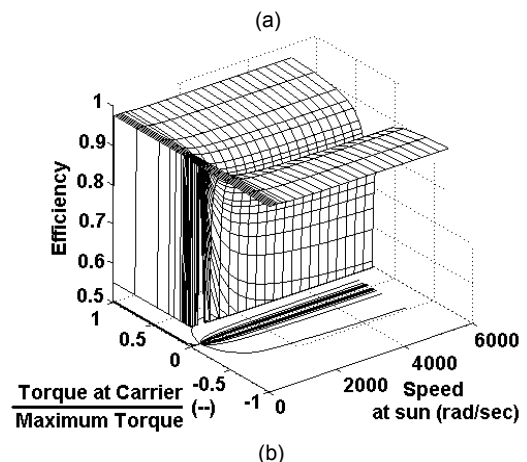 (a)
1
0.9
0.8
0.7
0.6
0.5
Efficiency
1
0.5
0
-0.5
-1
Torque at Carrier
Maximum Torque
(--)
0
2000
4000
6000
Speed
at sun (rad/sec)
(b)